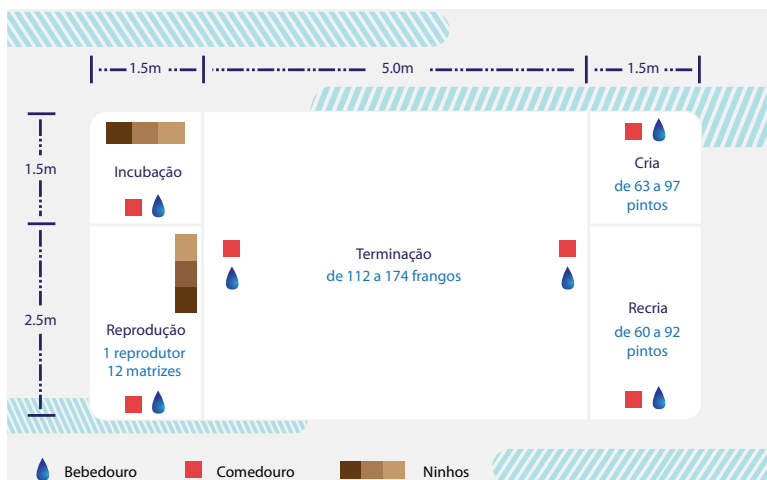 1.5m
5.0m
1.5m
1.5m
2.5m
Incubação
Reprodução
1 reprodutor
12 matrizes
Terminação
de 112 a 174 frangos
Cria
de 63 a 97
pintos
Recria
de 60 a 92
pintos
Bebedouro
Comedouro
Ninhos